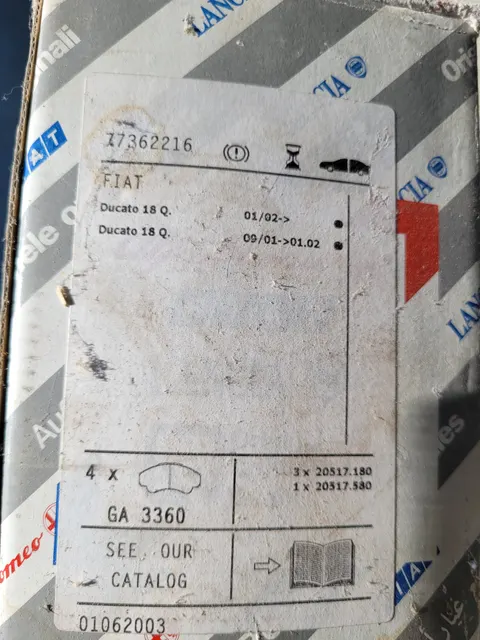 LANCIA
Originali
77362216
FIAT
Ducato 18 Q. 01/02->
Ducato 18 Q. 09/01->01.02
4 x
3 x 20517.180
1 x 20517.580
GA 3360
SEE OUR
CATALOG
01062003